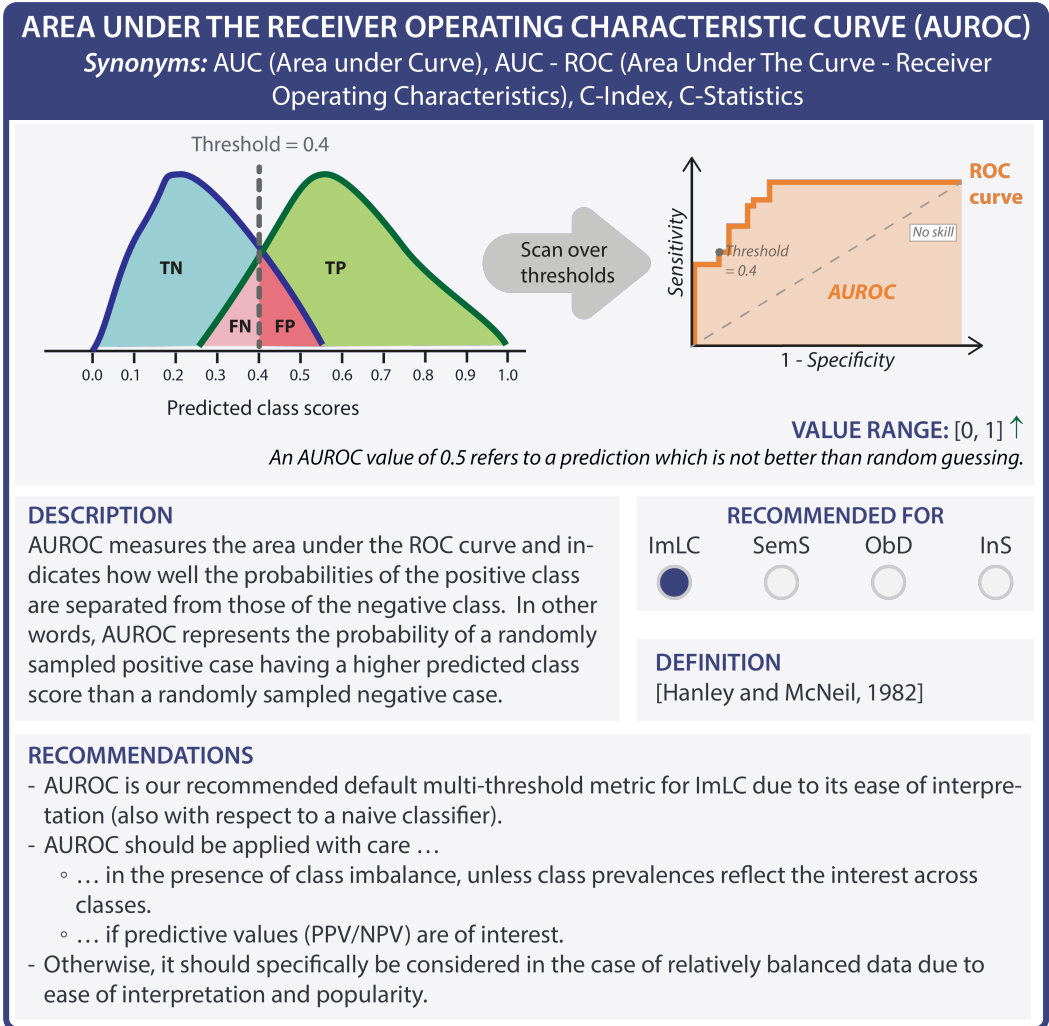 AREA UNDER THE RECEIVER OPERATING CHARACTERISTIC CURVE (AUROC)
Synonyms: AUC (Area under Curve), AUC - ROC (Area Under The Curve - Receiver
Operating Characteristics), C-Index, C-Statistics
Threshold = 0.4
TN
TP
FN
FP
0.0 0.1 0.2 0.3 0.4 0.5 0.6 0.7 0.8 0.9 1.0
Predicted class scores
Scan over
thresholds
Sensitivity
ROC
curve
No skill
Threshold
= 0.4
AUROC
1 - Specificity
VALUE RANGE: [0, 1] ↑
An AUROC value of 0.5 refers to a prediction which is not better than random guessing.
DESCRIPTION
AUROC measures the area under the ROC curve and in-
dicates how well the probabilities of the positive class
are separated from those of the negative class. In other
words, AUROC represents the probability of a randomly
sampled positive case having a higher predicted class
score than a randomly sampled negative case.
RECOMMENDED FOR
ImLC SemS ObD InS
DEFINITION
[Hanley and McNeil, 1982]
RECOMMENDATIONS
- AUROC is our recommended default multi-threshold metric for ImLC due to its ease of interpre-
tation (also with respect to a naive classifier).
- AUROC should be applied with care …
◦ … in the presence of class imbalance, unless class prevalences reflect the interest across
classes.
◦ … if predictive values (PPV/NPV) are of interest.
- Otherwise, it should specifically be considered in the case of relatively balanced data due to
ease of interpretation and popularity.